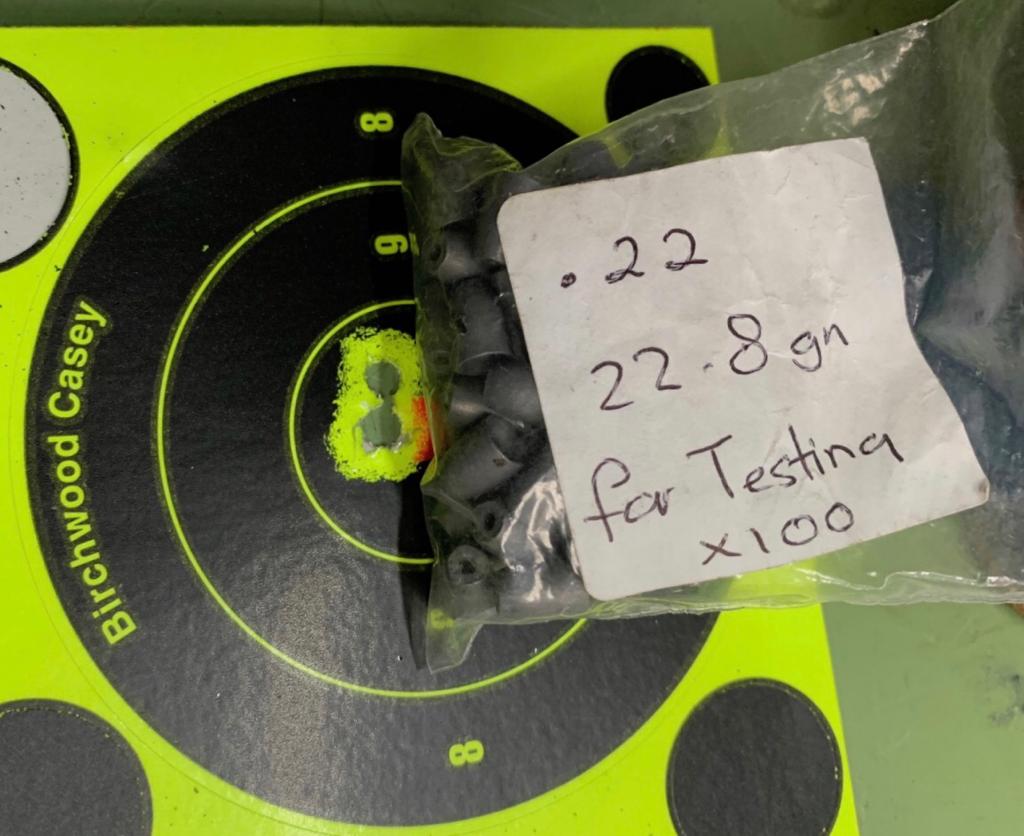 8
9
Birchwood Casey
8
.22
22.8 gn
for Testing
x100